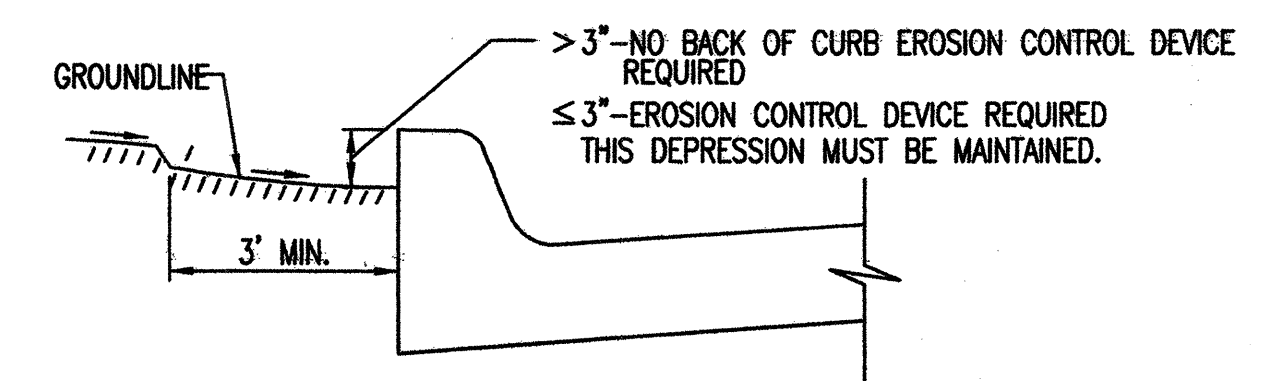 > 3"-NO BACK OF CURB EROSION CONTROL DEVICE
REQUIRED
GROUNDLINE
≤ 3"-EROSION CONTROL DEVICE REQUIRED
THIS DEPRESSION MUST BE MAINTAINED.
3' MIN.